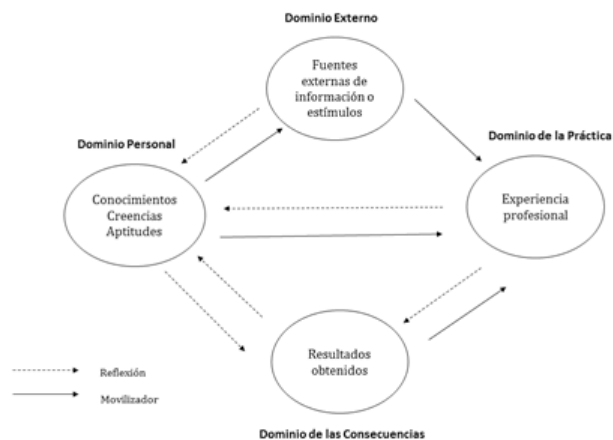 Dominio Externo
Fuentes
externas de
información o
estímulos
Dominio Personal
Dominio de la Práctica
Conocimientos
Creencias
Aptitudes
Experiencia
profesional
Resultados
obtenidos
Reflexión
Movilizador
Dominio de las Consecuencias